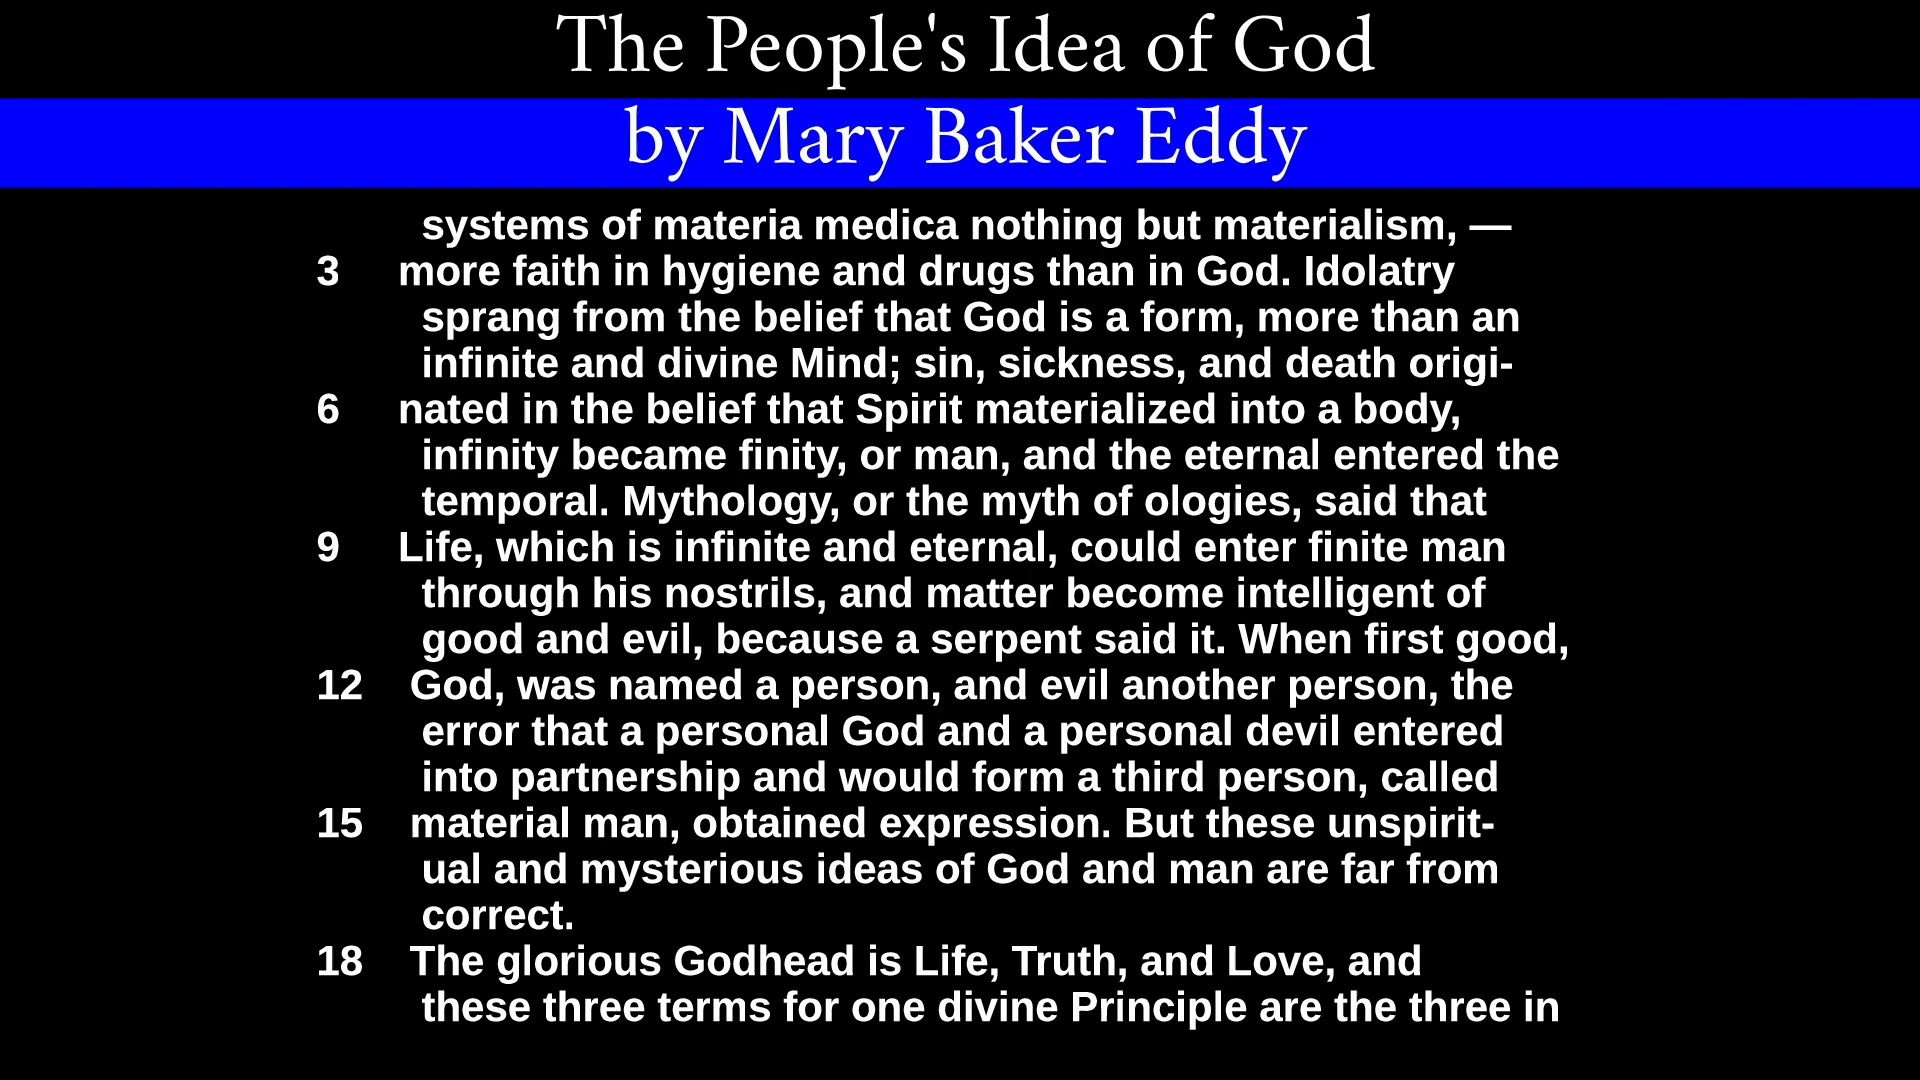 The People's Idea of God
by Mary Baker Eddy
systems of materia medica nothing but materialism, —
3 more faith in hygiene and drugs than in God. Idolatry
sprang from the belief that God is a form, more than an
infinite and divine Mind; sin, sickness, and death origi-
6 nated in the belief that Spirit materialized into a body,
infinity became finity, or man, and the eternal entered the
temporal. Mythology, or the myth of ologies, said that
9 Life, which is infinite and eternal, could enter finite man
through his nostrils, and matter become intelligent of
good and evil, because a serpent said it. When first good,
12 God, was named a person, and evil another person, the
error that a personal God and a personal devil entered
into partnership and would form a third person, called
15 material man, obtained expression. But these unspirit-
ual and mysterious ideas of God and man are far from
correct.
18 The glorious Godhead is Life, Truth, and Love, and
these three terms for one divine Principle are the three in